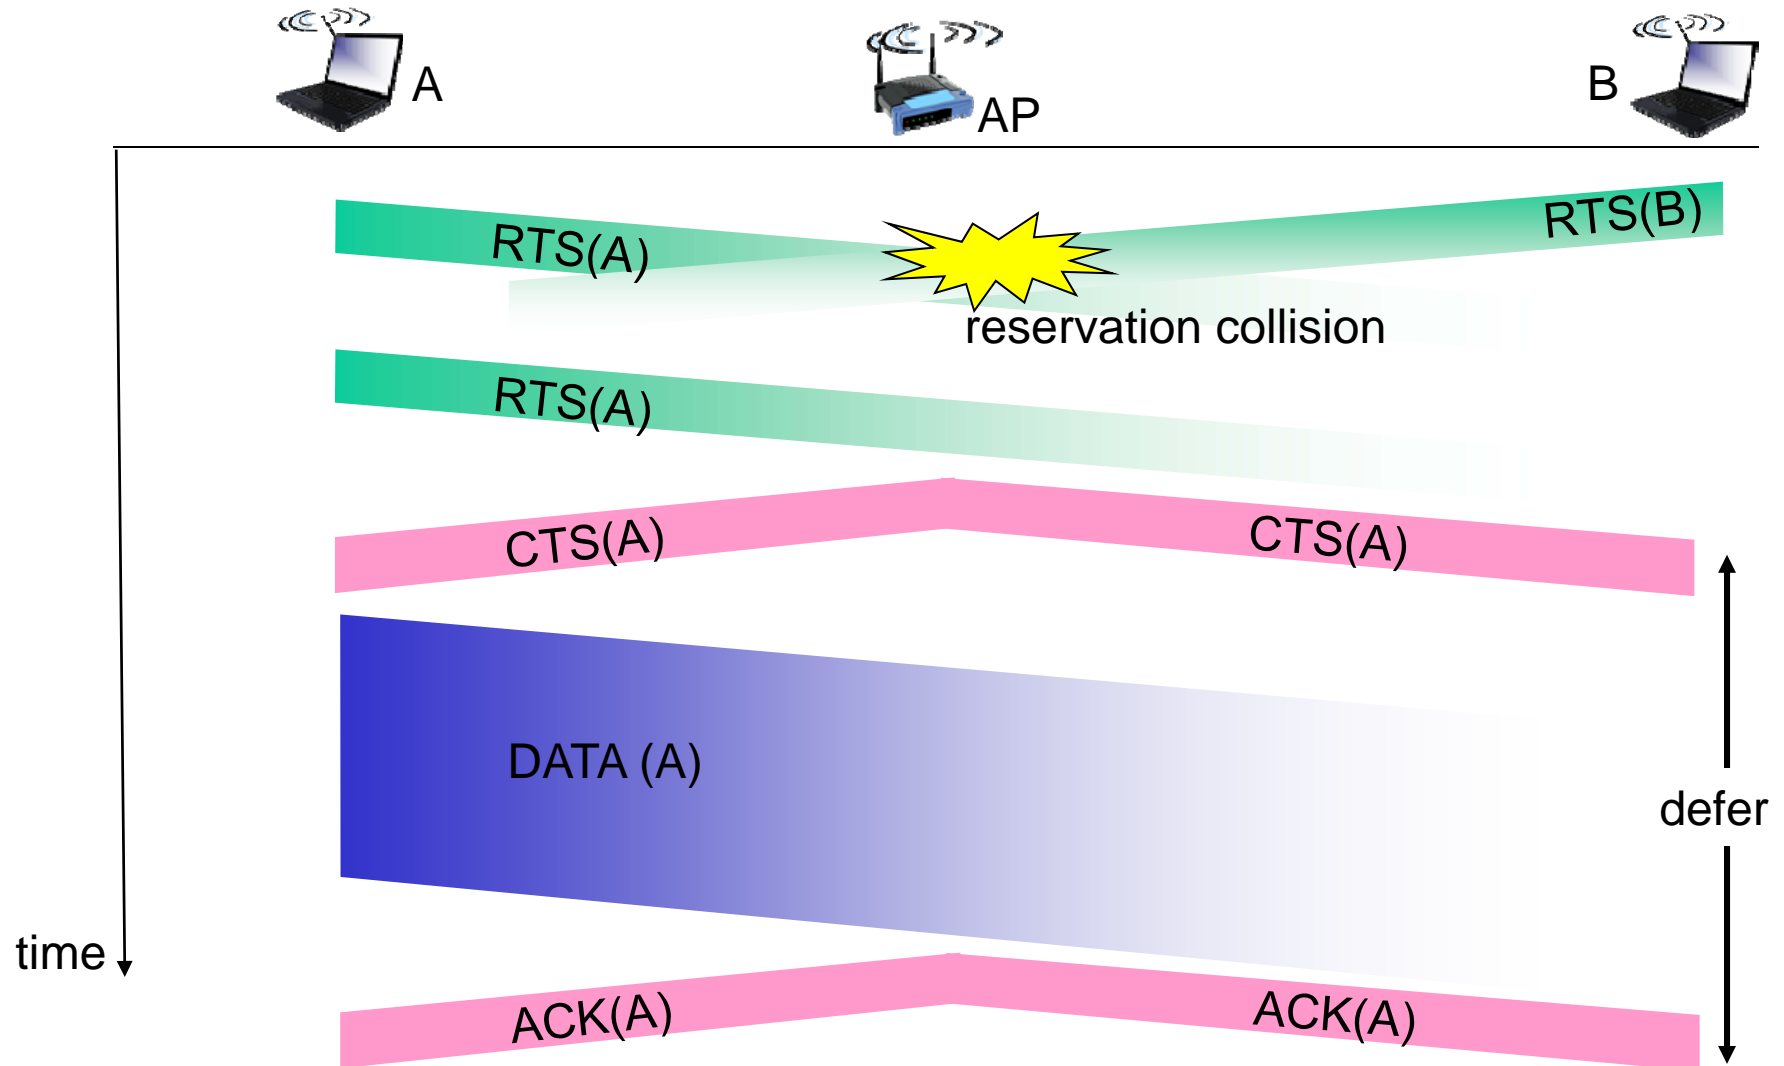 A
AP
B
RTS(A)
RTS(B)
reservation collision
RTS(A)
CTS(A)
CTS(A)
DATA (A)
defer
time
ACK(A)
ACK(A)